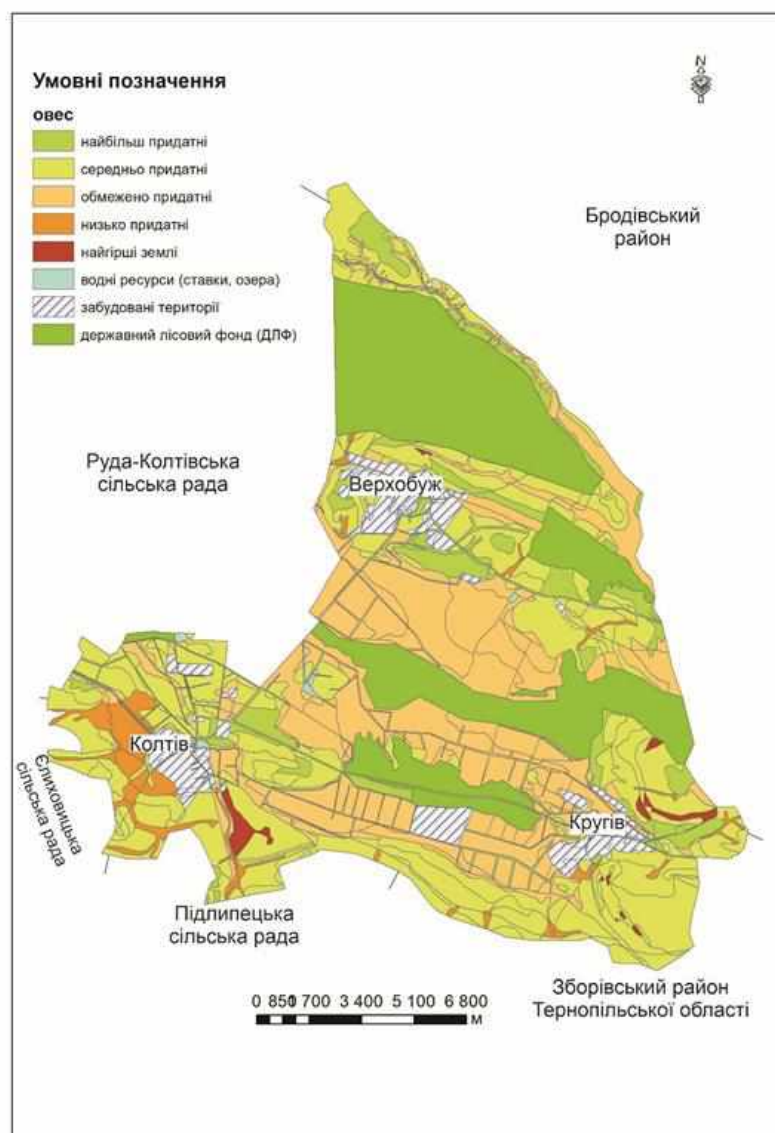 Умовні позначення
овес
найбільш придатні
середньо придатні
обмежено придатні
низько придатні
найгірші землі
водні ресурси (ставки, озера)
забудовані території
державний лісовий фонд (ДЛФ)
N
Бродівський
район
Руда-Колтівська
сільська рада
Верхобуж
Колтів
Єлиховицька
сільська рада
Кругів
Підлипецька
сільська рада
Зборівський район
Тернопільської області
0 850 1 700 3 400 5 100 6 800
М